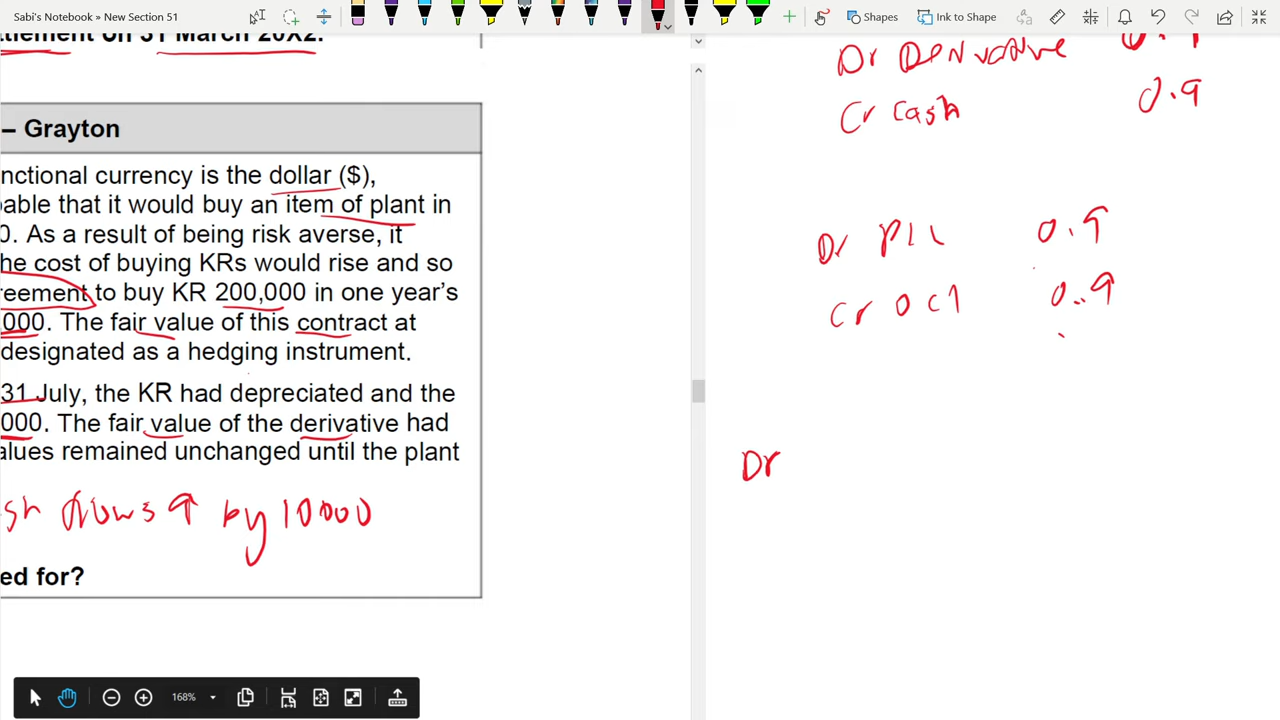 Sabi's Notebook » New Section 51
Shapes
Ink to Shape
ttlement on 31 March 20X2.
– Grayton
nctional currency is the dollar ($),
bable that it would buy an item of plant in
0. As a result of being risk averse, it
he cost of buying KRs would rise and so
reement to buy KR 200,000 in one year's
000. The fair value of this contract at
designated as a hedging instrument.
31 July, the KR had depreciated and the
000. The fair value of the derivative had
alues remained unchanged until the plant
sh flows ↑ by 10000
ed for?
168%
Dr Derivative 0.9
Cr Cash 0.9
Dr P/L 0.9
Cr OCI 0.9
Dr